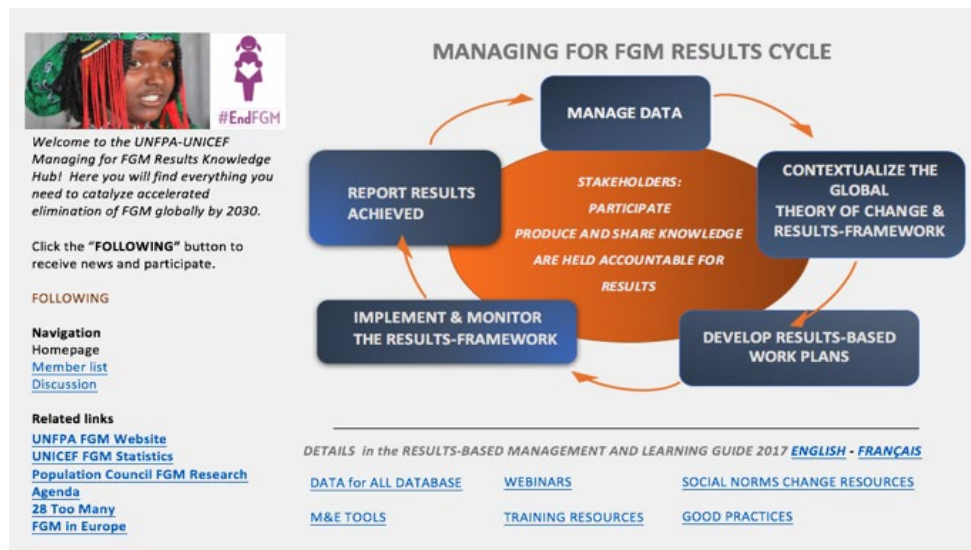 #EndFGM
Welcome to the UNFPA-UNICEF
Managing for FGM Results Knowledge
Hub! Here you will find everything you
need to catalyze accelerated
elimination of FGM globally by 2030.
Click the "FOLLOWING" button to
receive news and participate.
FOLLOWING
Navigation
Homepage
Member list
Discussion
Related links
UNFPA FGM Website
UNICEF FGM Statistics
Population Council FGM Research
Agenda
28 Too Many
FGM in Europe
MANAGING FOR FGM RESULTS CYCLE
MANAGE DATA
CONTEXTUALIZE THE
GLOBAL
THEORY OF CHANGE &
RESULTS-FRAMEWORK
DEVELOP RESULTS-BASED
WORK PLANS
IMPLEMENT & MONITOR
THE RESULTS-FRAMEWORK
REPORT RESULTS
ACHIEVED
STAKEHOLDERS:
PARTICIPATE
PRODUCE AND SHARE KNOWLEDGE
ARE HELD ACCOUNTABLE FOR
RESULTS
DETAILS in the RESULTS-BASED MANAGEMENT AND LEARNING GUIDE 2017 ENGLISH - FRANÇAIS
DATA for ALL DATABASE WEBINARS SOCIAL NORMS CHANGE RESOURCES
M&E TOOLS TRAINING RESOURCES GOOD PRACTICES